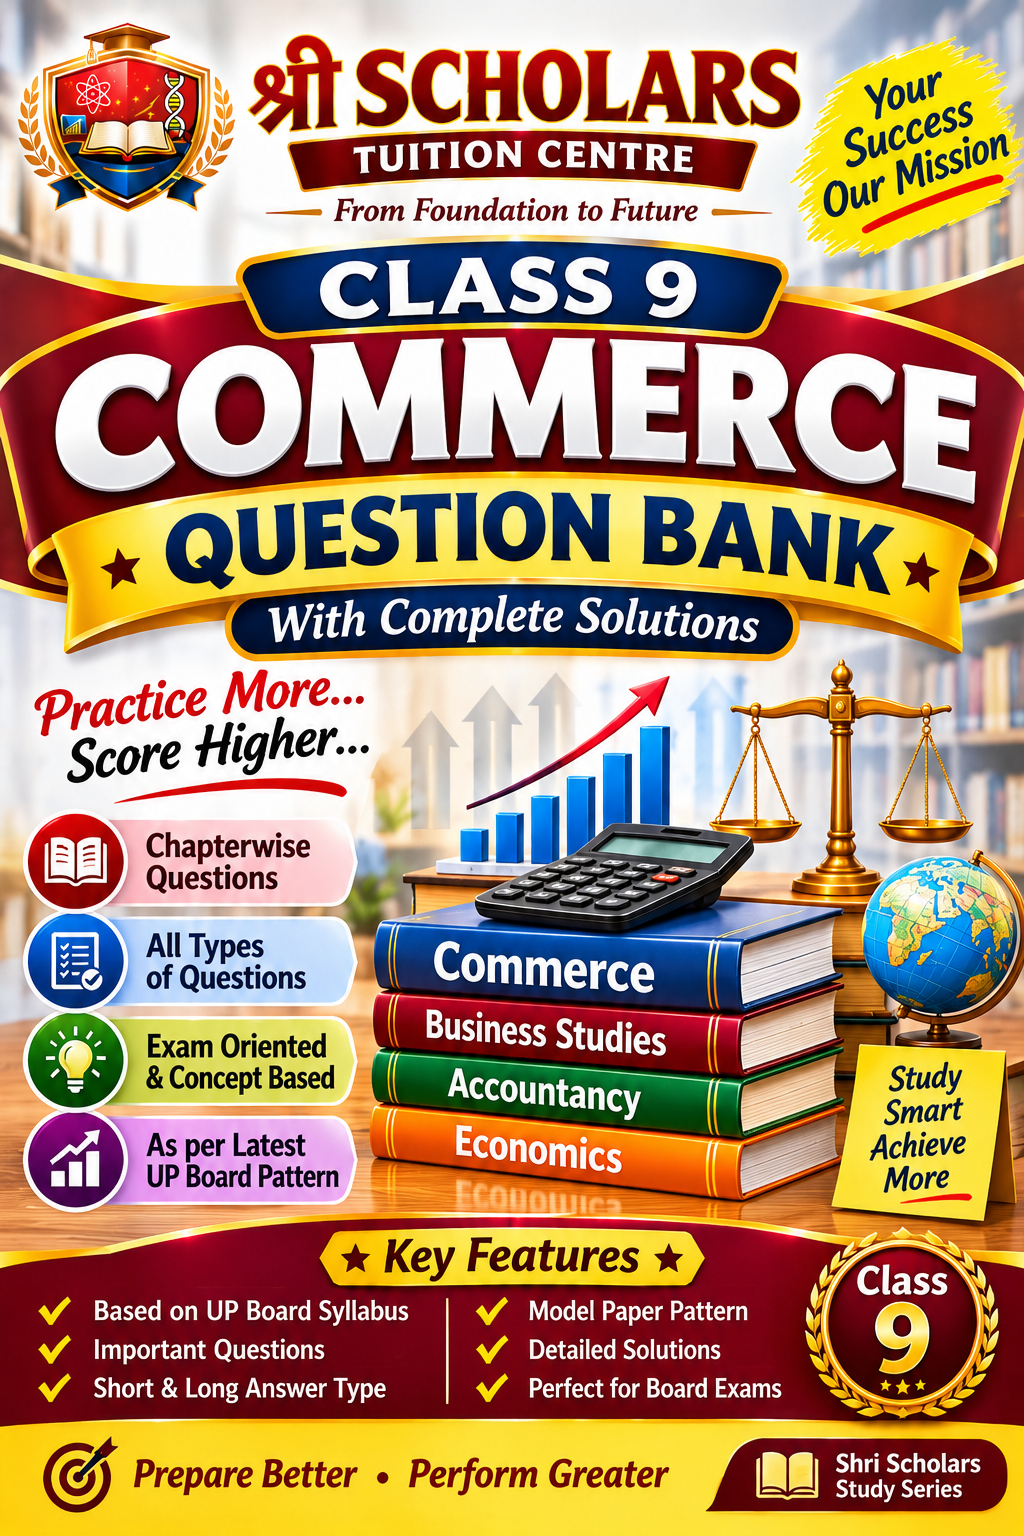 श्री SCHOLARS
TUITION CENTRE
From Foundation to Future
Your
Success
Our Mission
CLASS 9
COMMERCE
QUESTION BANK
With Complete Solutions
Practice More...
Score Higher...
Chapterwise
Questions
All Types
of Questions
Exam Oriented
& Concept Based
As per Latest
UP Board Pattern
Commerce
Business Studies
Accountancy
Economics
Study
Smart
Achieve
More
Key Features
Based on UP Board Syllabus
Important Questions
Short & Long Answer Type
Model Paper Pattern
Detailed Solutions
Perfect for Board Exams
Class
9
Prepare Better • Perform Greater
Shri Scholars
Study Series